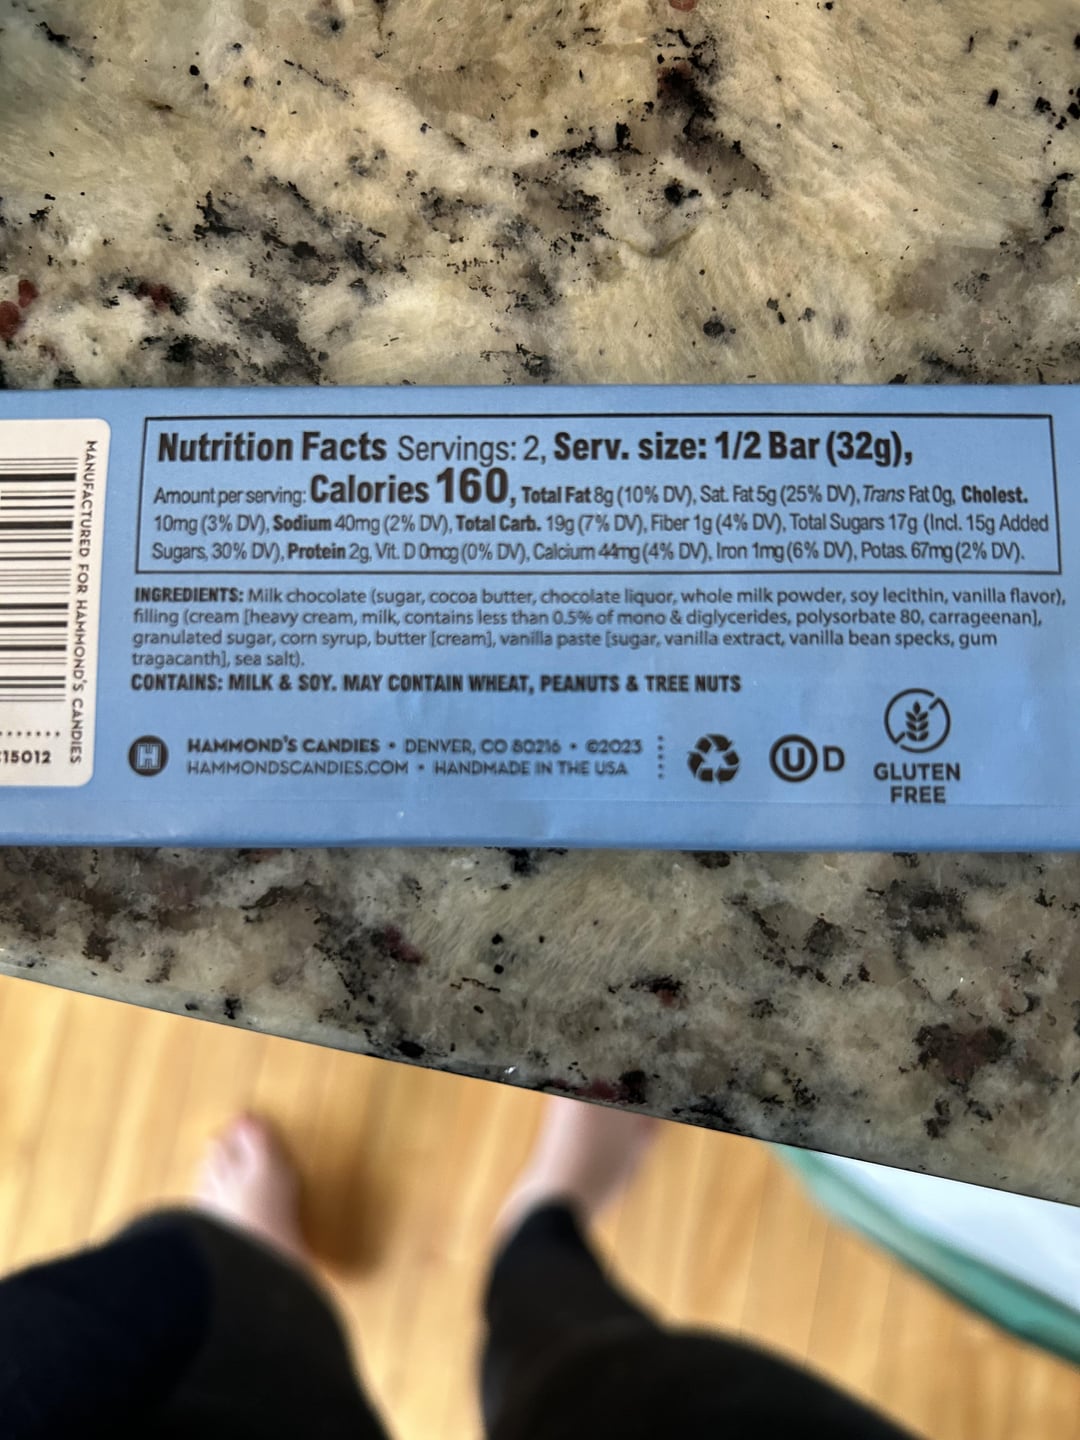 MANUFACTURED FOR HAMMOND'S CANDIES
15012
Nutrition Facts Servings: 2, Serv. size: 1/2 Bar (32g),
Amount per serving: Calories 160, Total Fat 8g (10% DV), Sat. Fat 5g (25% DV), Trans Fat 0g, Cholest.
10mg (3% DV), Sodium 40mg (2% DV), Total Carb. 19g (7% DV), Fiber 1g (4% DV), Total Sugars 17g (Incl. 15g Added
Sugars, 30% DV), Protein 2g, Vit. D 0mcg (0% DV), Calcium 44mg (4% DV), Iron 1mg (6% DV), Potas. 67mg (2% DV).
INGREDIENTS: Milk chocolate (sugar, cocoa butter, chocolate liquor, whole milk powder, soy lecithin, vanilla flavor),
filling (cream [heavy cream, milk, contains less than 0.5% of mono & diglycerides, polysorbate 80, carrageenan],
granulated sugar, corn syrup, butter [cream], vanilla paste [sugar, vanilla extract, vanilla bean specks, gum
tragacanth], sea salt).
CONTAINS: MILK & SOY. MAY CONTAIN WHEAT, PEANUTS & TREE NUTS
H
HAMMOND'S CANDIES • DENVER, CO 80216 • ©2023
HAMMONDSCANDIES.COM • HANDMADE IN THE USA
U D
GLUTEN
FREE